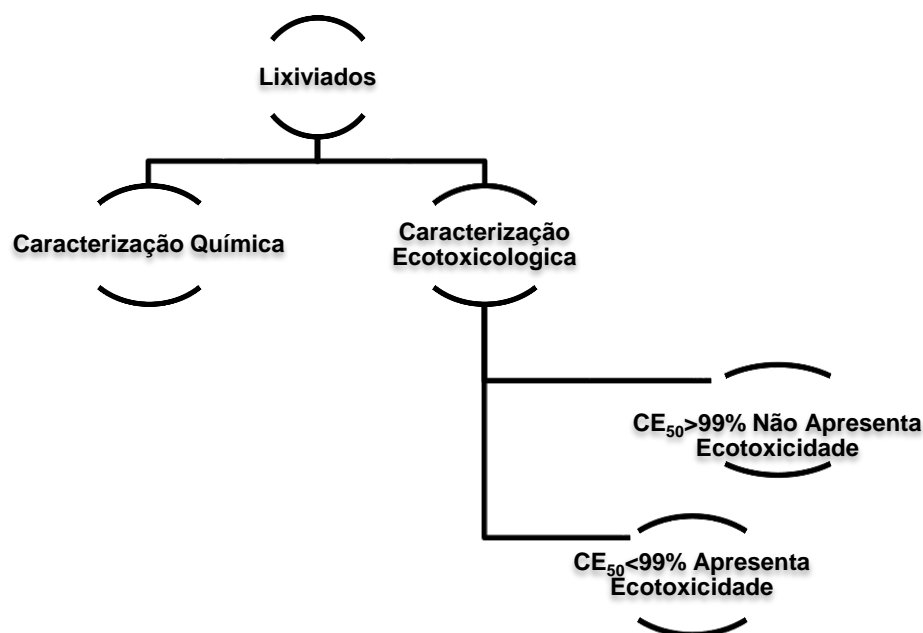 Lixiviados
Caracterização Química
Caracterização
Ecotoxicologica
CE₅₀>99% Não Apresenta
Ecotoxicidade
CE₅₀<99% Apresenta
Ecotoxicidade